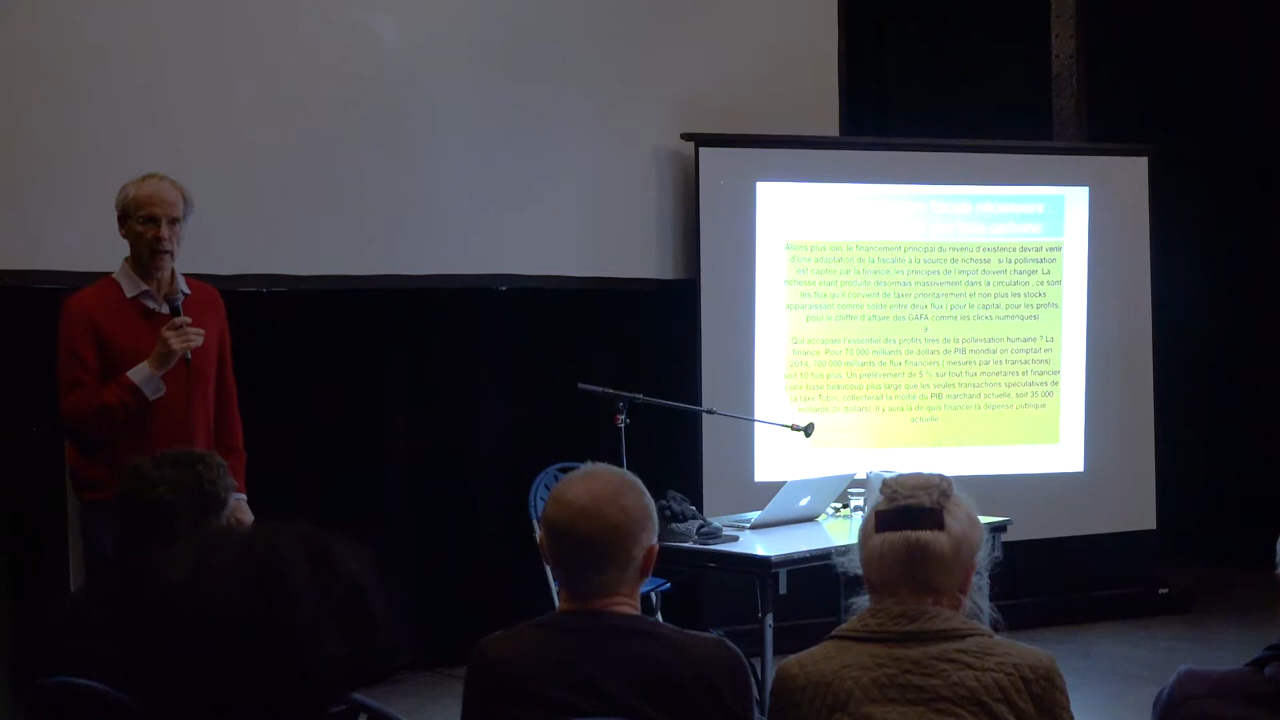 Allons plus loin, le financement principal du revenu d'existence devrait venir
d'une adaptation de la fiscalité à la source de richesse : si la pollinisation
est captée par la finance, les principes de l'impot doivent changer. La
richesse étant produite désormais massivement dans la circulation , ce sont
les flux qu'il convient de taxer prioritairement et non plus les stocks
apparaissant comme solde entre deux flux ( pour le capital, pour les profits,
pour le chiffre d'affaire des GAFA comme les clicks numériques)
Qui accapare l'essentiel des profits tirés de la pollinisation humaine ? La
finance. Pour 70 000 milliards de dollars de PIB mondial on comptait en
2014, 700 000 milliards de flux financiers ( mesurés par les transactions) ,
soit 10 fois plus. Un prélèvement de 5 % sur tout flux monétaires et financier
( une base beaucoup plus large que les seules transactions spéculatives de
la taxe Tobin, collecterait la moitié du PIB marchand actuelle, soit 35 000
milliards de dollars). Il y aura là de quoi financer la dépense publique
actuelle.